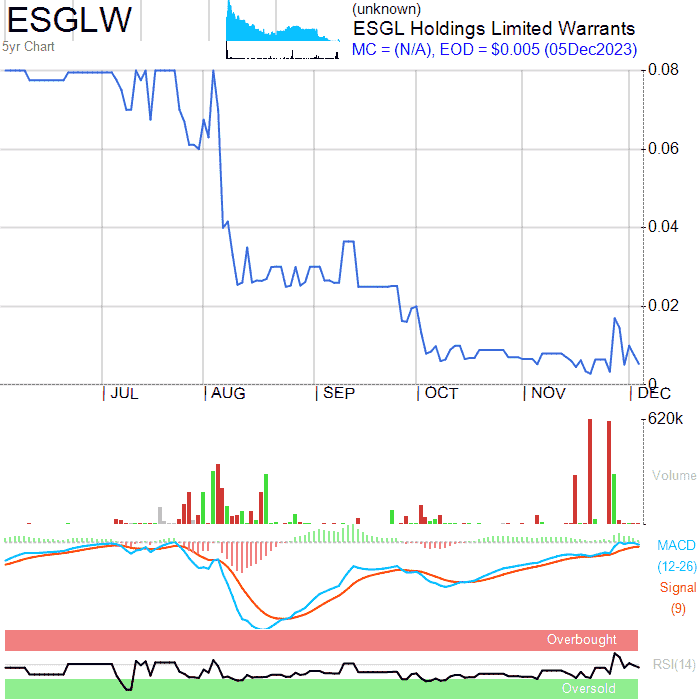 ESGLW
5yr Chart
(unknown)
ESGL Holdings Limited Warrants
MC = (N/A), EOD = $0.005 (05Dec2023)
0.08
0.06
0.04
0.02
0
JUL AUG SEP OCT NOV DEC
620k
Volume
MACD
(12-26)
Signal
(9)
Overbought
RSI(14)
Oversold